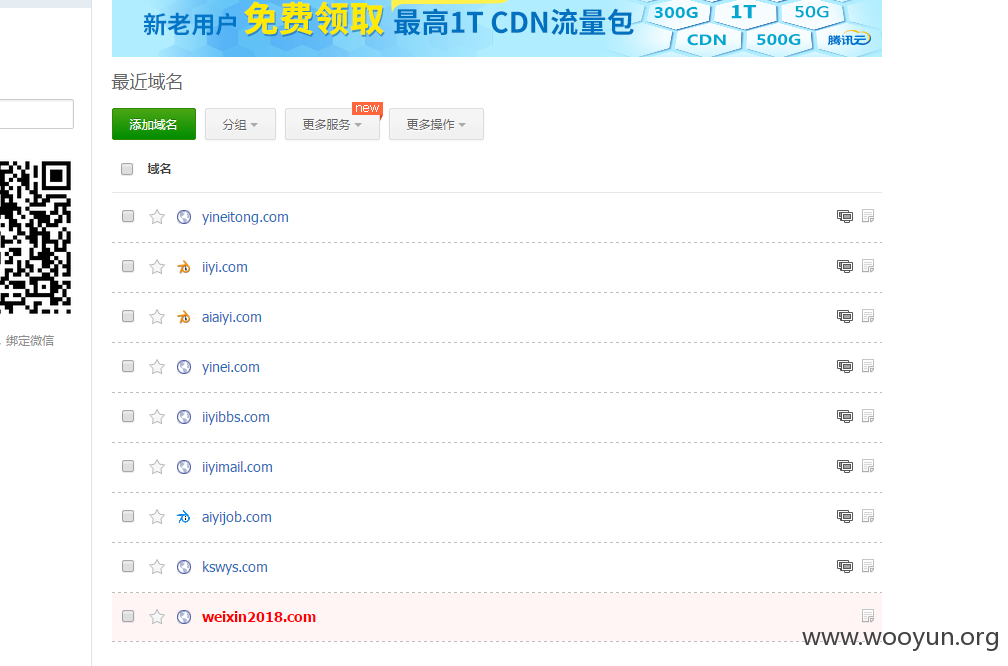 新老用户 免费领取 最高1T CDN流量包
300G 1T 50G
CDN 500G 腾讯云
最近域名
添加域名 分组 更多服务 new 更多操作
域名
yineitong.com
iiyi.com
aiaiyi.com
绑定微信
yinei.com
iiyibbs.com
iiyimail.com
aiyijob.com
kswys.com
weixin2018.com
www.wooyun.org